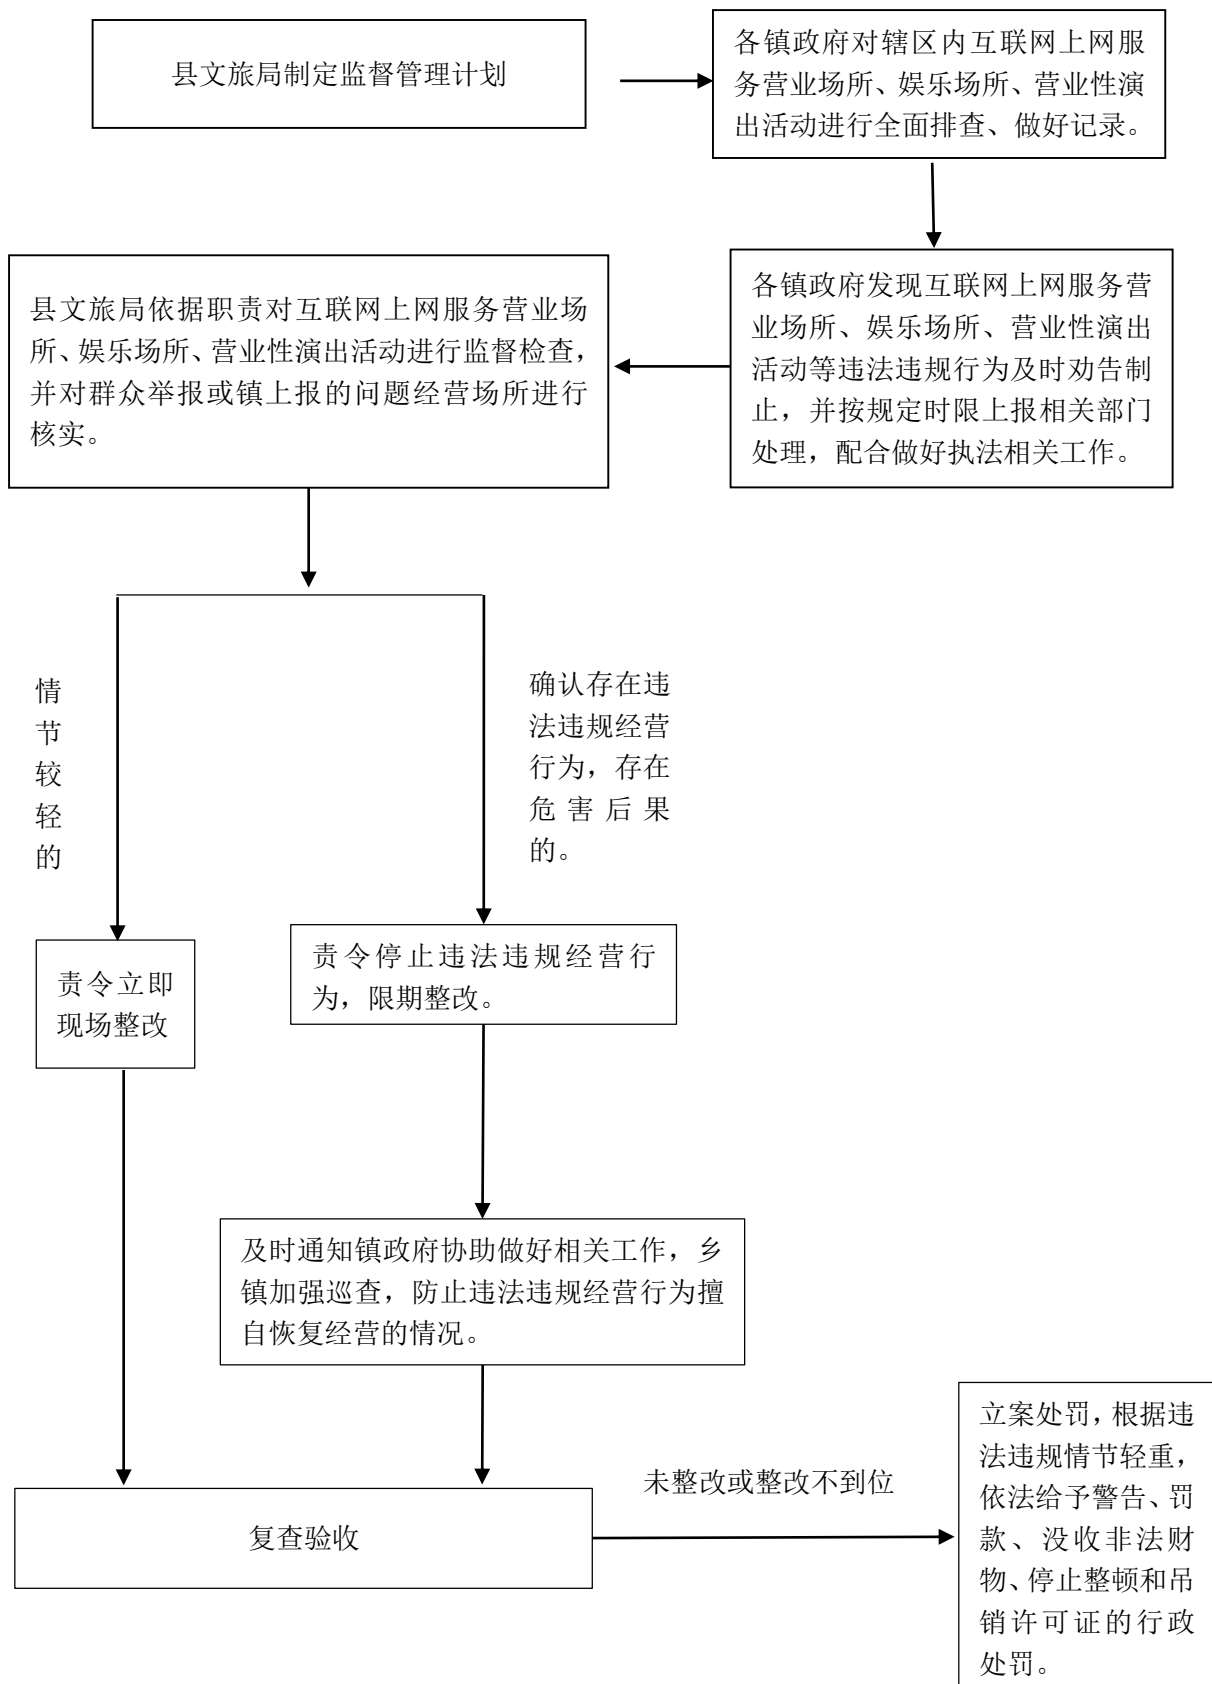 县文旅局制定监督管理计划
各镇政府对辖区内互联网上网服
务营业场所、娱乐场所、营业性演
出活动进行全面排查、做好记录。
各镇政府发现互联网上网服务营
业场所、娱乐场所、营业性演出
活动等违法违规行为及时劝告制
止，并按规定时限上报相关部门
处理，配合做好执法相关工作。
县文旅局依据职责对互联网上网服务营业场
所、娱乐场所、营业性演出活动进行监督检查，
并对群众举报或镇上报的问题经营场所进行
核实。
情
节
较
轻
的
确认存在违
法违规经营
行为，存在
危害后果
的。
责令立即
现场整改
责令停止违法违规经营行
为，限期整改。
及时通知镇政府协助做好相关工作，乡
镇加强巡查，防止违法违规经营行为擅
自恢复经营的情况。
复查验收
未整改或整改不到位
立案处罚，根据违
法违规情节轻重，
依法给予警告、罚
款、没收非法财
物、停止整顿和吊
销许可证的行政
处罚。